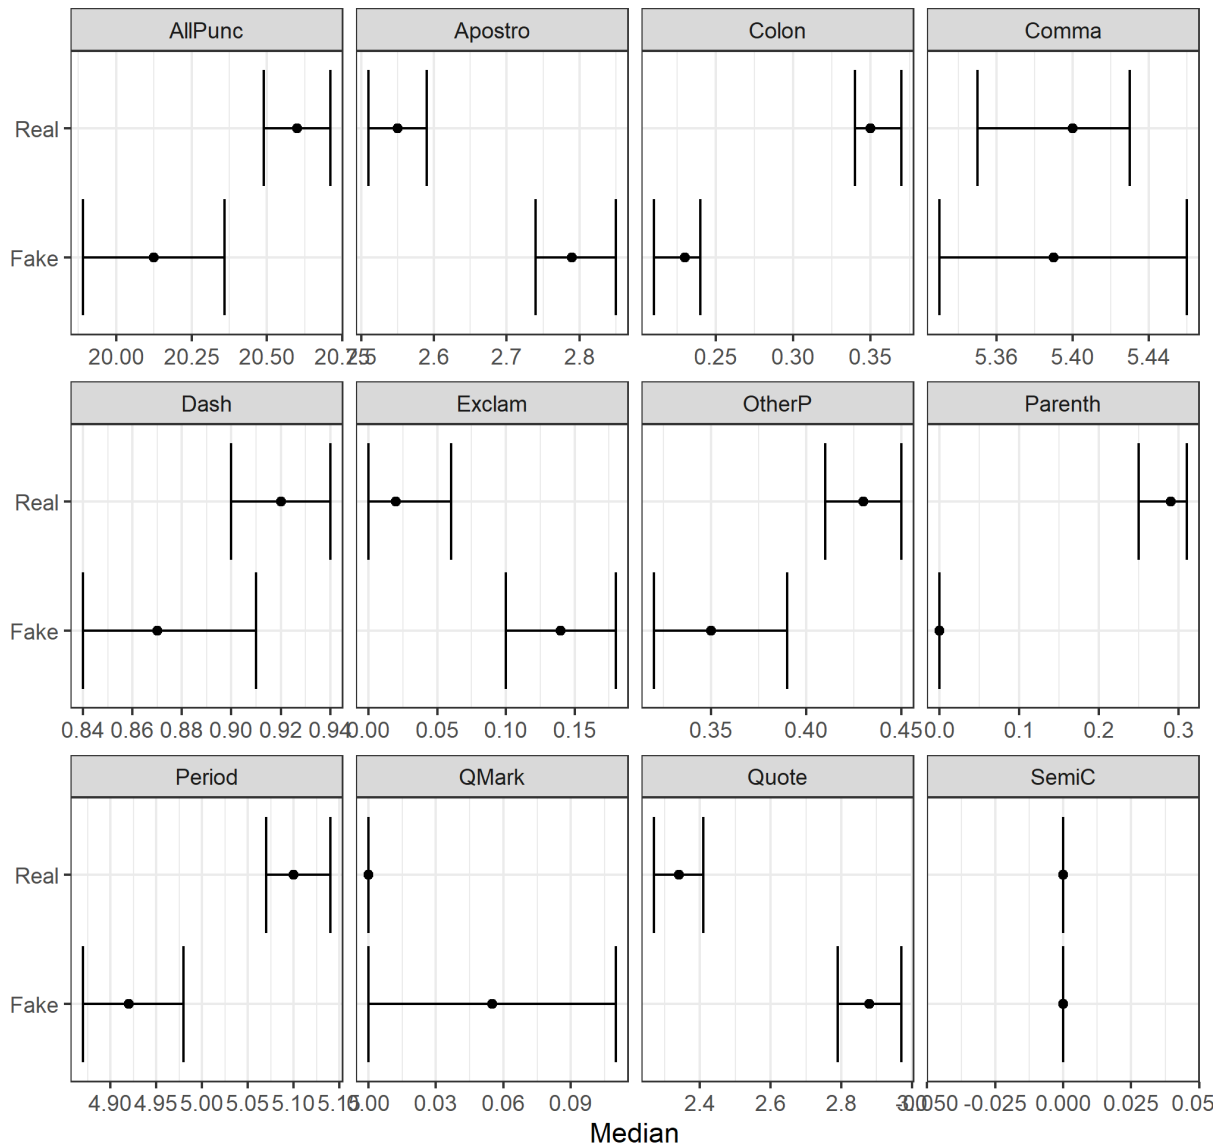 AllPunc Apostro Colon Comma
Real
Fake
20.00 20.25 20.50 20.75 2.5 2.6 2.7 2.8 0.25 0.30 0.35 5.36 5.40 5.44
Dash Exclam OtherP Parenth
Real
Fake
0.84 0.86 0.88 0.90 0.92 0.94 0.00 0.05 0.10 0.15 0.35 0.40 0.45 0.0 0.1 0.2 0.3
Period QMark Quote SemiC
Real
Fake
4.90 4.95 5.00 5.05 5.10 5.15 0.00 0.03 0.06 0.09 2.4 2.6 2.8 3.0 -0.050 -0.025 0.000 0.025 0.05
Median